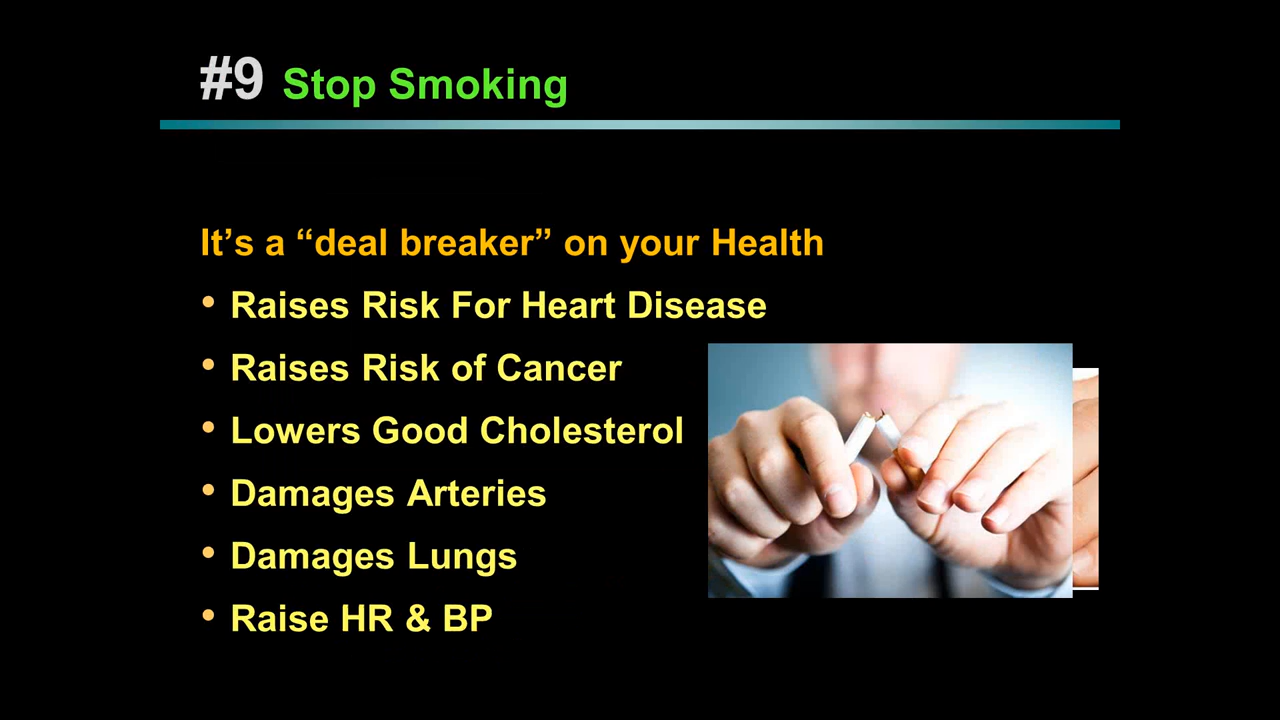 #9 Stop Smoking
It’s a “deal breaker” on your Health
• Raises Risk For Heart Disease
• Raises Risk of Cancer
• Lowers Good Cholesterol
• Damages Arteries
• Damages Lungs
• Raise HR & BP